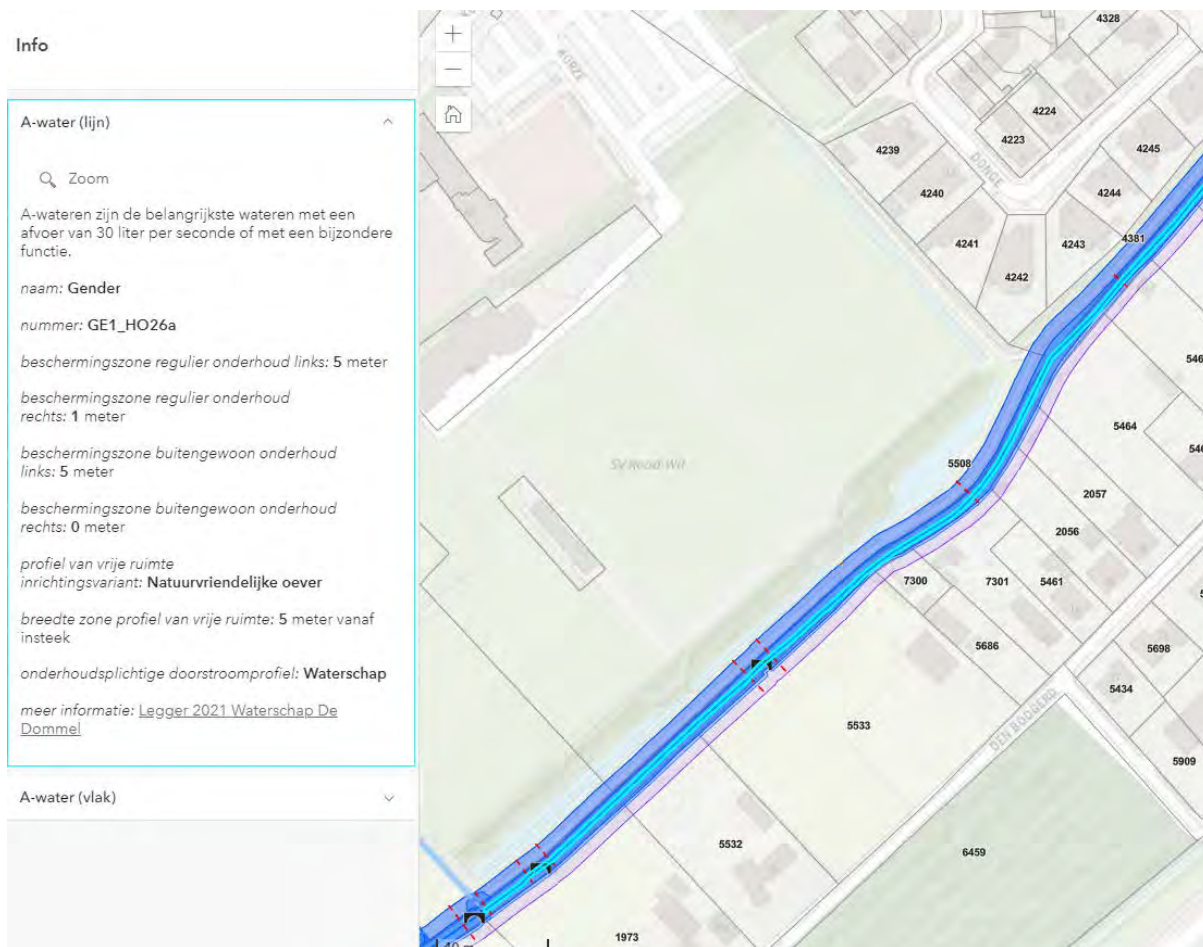 Info
A-water (lijn)
Zoom
A-wateren zijn de belangrijkste wateren met een
afvoer van 30 liter per seconde of met een bijzondere
functie.
naam: Gender
nummer: GE1_HO26a
beschermingszone regulier onderhoud links: 5 meter
beschermingszone regulier onderhoud
rechts: 1 meter
beschermingszone buitengewoon onderhoud
links: 5 meter
beschermingszone buitengewoon onderhoud
rechts: 0 meter
profiel van vrije ruimte
inrichtingsvariant: Natuurvriendelijke oever
breedte zone profiel van vrije ruimte: 5 meter vanaf
insteek
onderhoudsplichtige doorstroomprofiel: Waterschap
meer informatie: Legger 2021 Waterschap De
Dommel
A-water (vlak)
4328
KURZE
4224
4223
4239
4245
DONGE
4240
4244
4241
4243
4381
4242
546
5464
SV Rood-Wit
5508
546
2057
2056
7300
7301
5461
5686
5698
5434
5533
DEN BOOGERD
5909
5532
6459
1973
40 m